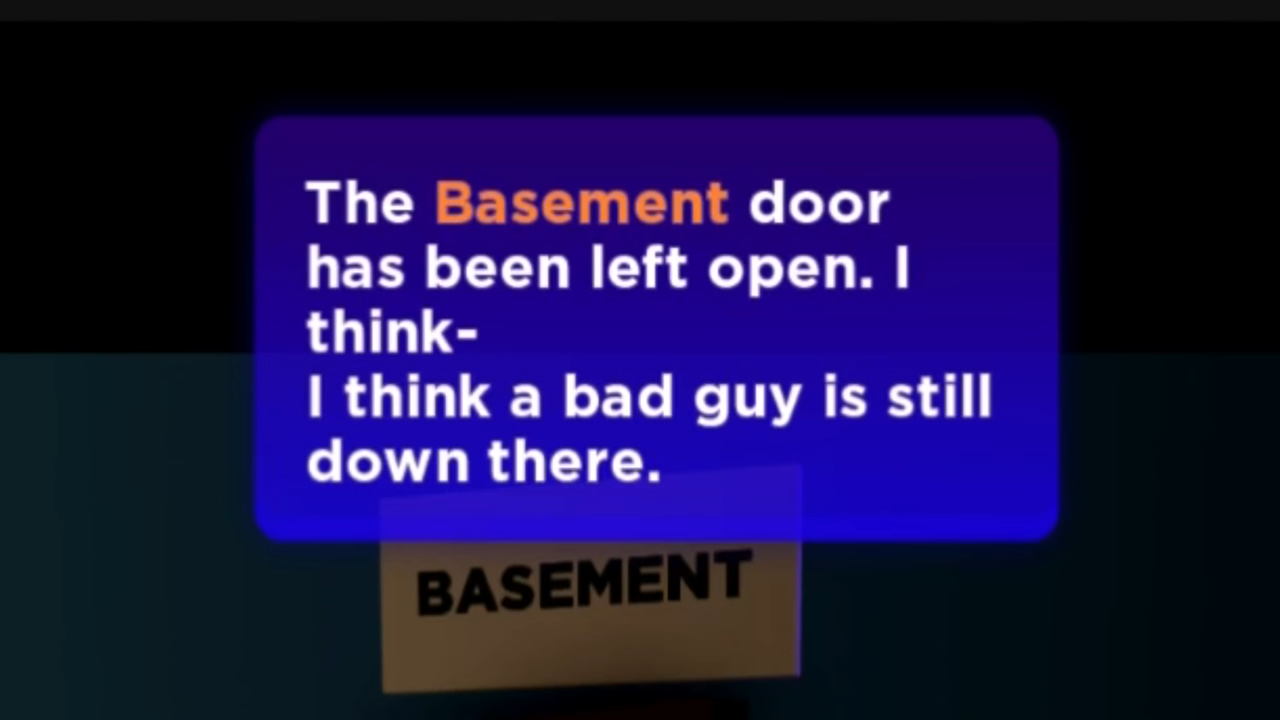 The Basement door
has been left open. I
think-
I think a bad guy is still
down there.
BASEMENT